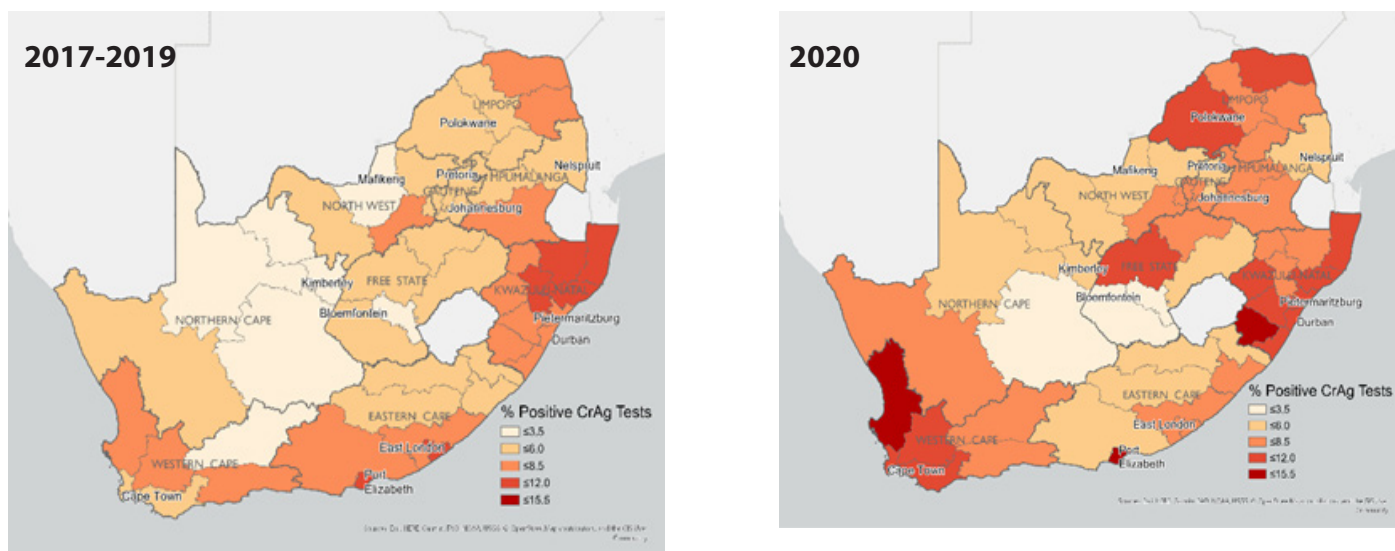 2017-2019
LIMPOPO
Polokwane
Nelspruit
Mafikeng
Pretoria
MPUMALANGA
GAUTENG
NORTH WEST
Johannesburg
Kimberley
FREE STATE
KWAZULU-NATAL
NORTHERN CAPE
Bloemfontein
Pietermaritzburg
Durban
EASTERN CAPE
East London
WESTERN CAPE
Port
Elizabeth
Cape Town
% Positive CrAg Tests
≤3.5
≤6.0
≤8.5
≤12.0
≤15.5
2020
LIMPOPO
Polokwane
Nelspruit
Mafikeng
Pretoria
MPUMALANGA
GAUTENG
NORTH WEST
Johannesburg
Kimberley
FREE STATE
KWAZULU-NATAL
NORTHERN CAPE
Bloemfontein
Pietermaritzburg
Durban
EASTERN CAPE
East London
WESTERN CAPE
Port
Elizabeth
Cape Town
% Positive CrAg Tests
≤3.5
≤6.0
≤8.5
≤12.0
≤15.5